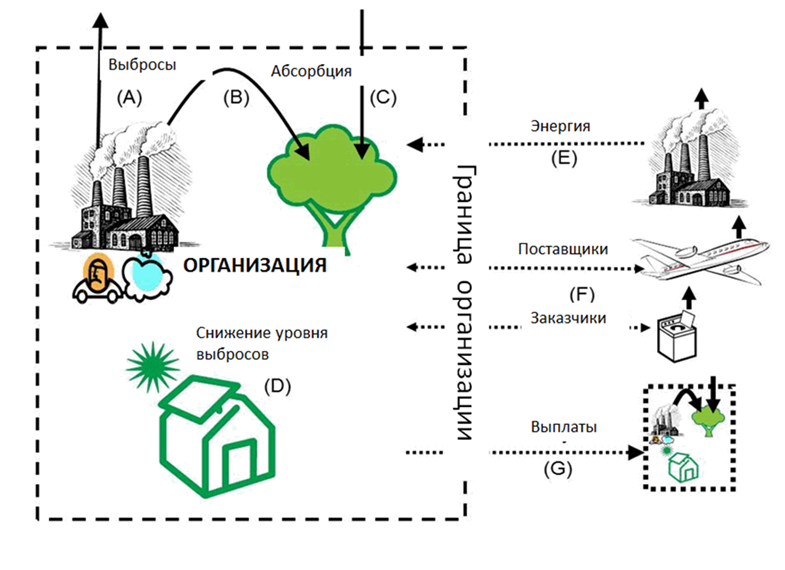 Выбросы
Абсорбция
(A)
(B)
(C)
Энергия
(E)
Граница организации
ОРГАНИЗАЦИЯ
Поставщики
(F)
Заказчики
Снижение уровня
выбросов
(D)
Выплаты
(G)